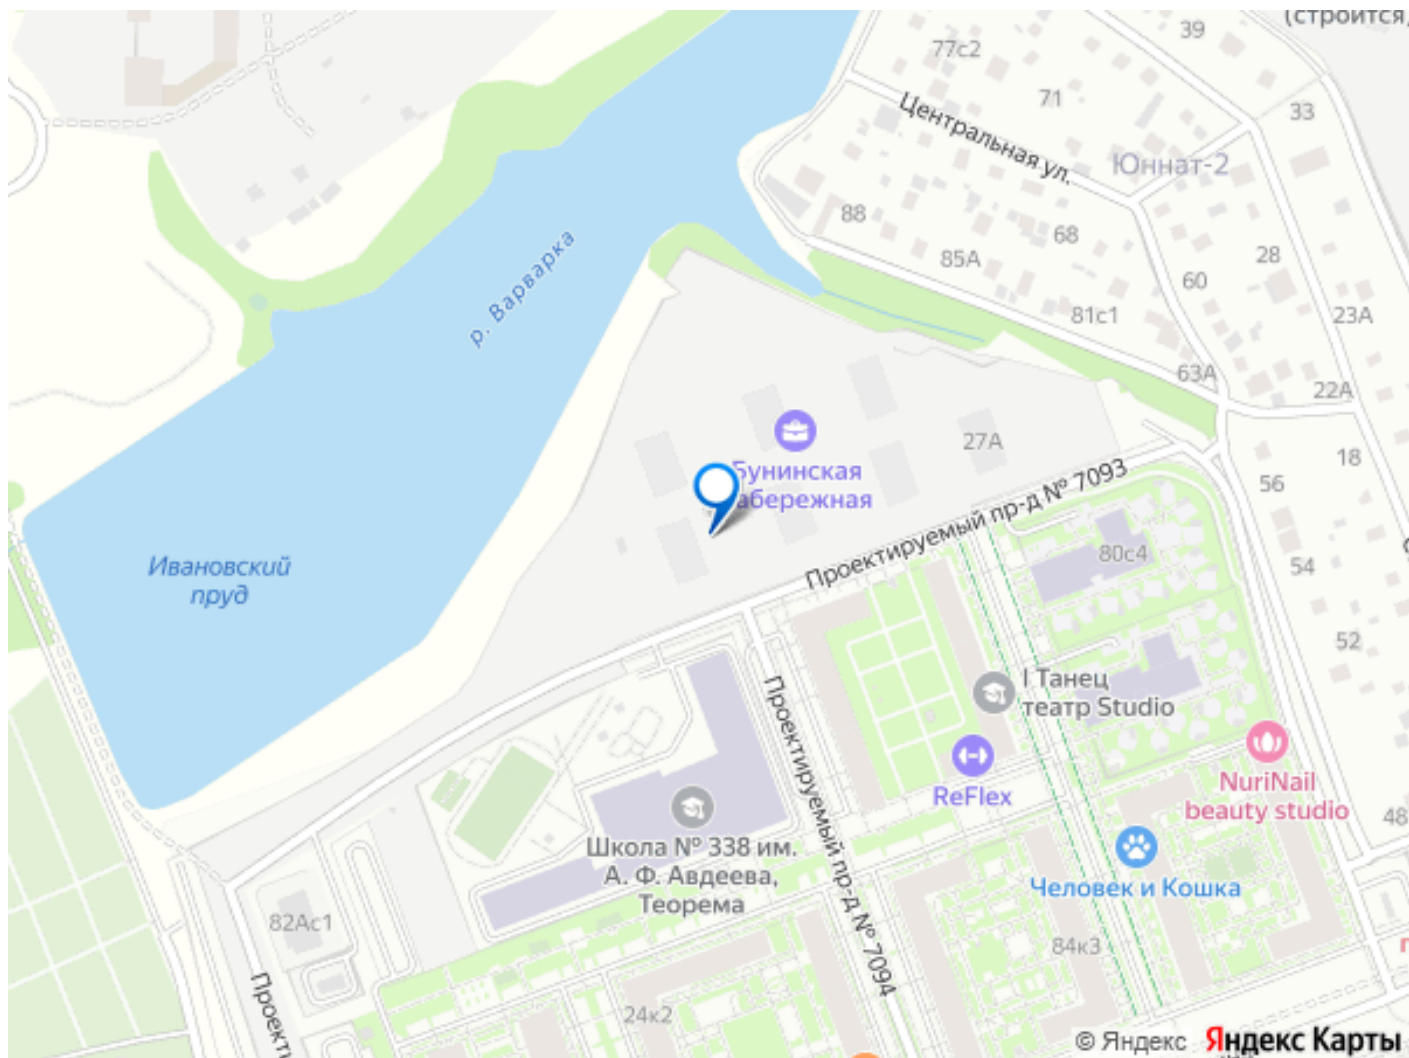 (строится,
39
77с2
71
33
Центральная ул.
Юннат-2
88
68
85А
28
60
р. Варварка
81с1
23А
63А
22А
27А
18
Бунинская
набережная
56
Проектируемый пр-д № 7093
80с4
54
Ивановский
пруд
52
I Танец
театр Studio
Проектируемый пр-д № 7094
ReFlex
NuriNail
beauty studio
48
Школа № 338 им.
А. Ф. Авдеева,
Теорема
Человек и Кошка
82Ас1
84к3
24к2
© Яндекс Яндекс Карты